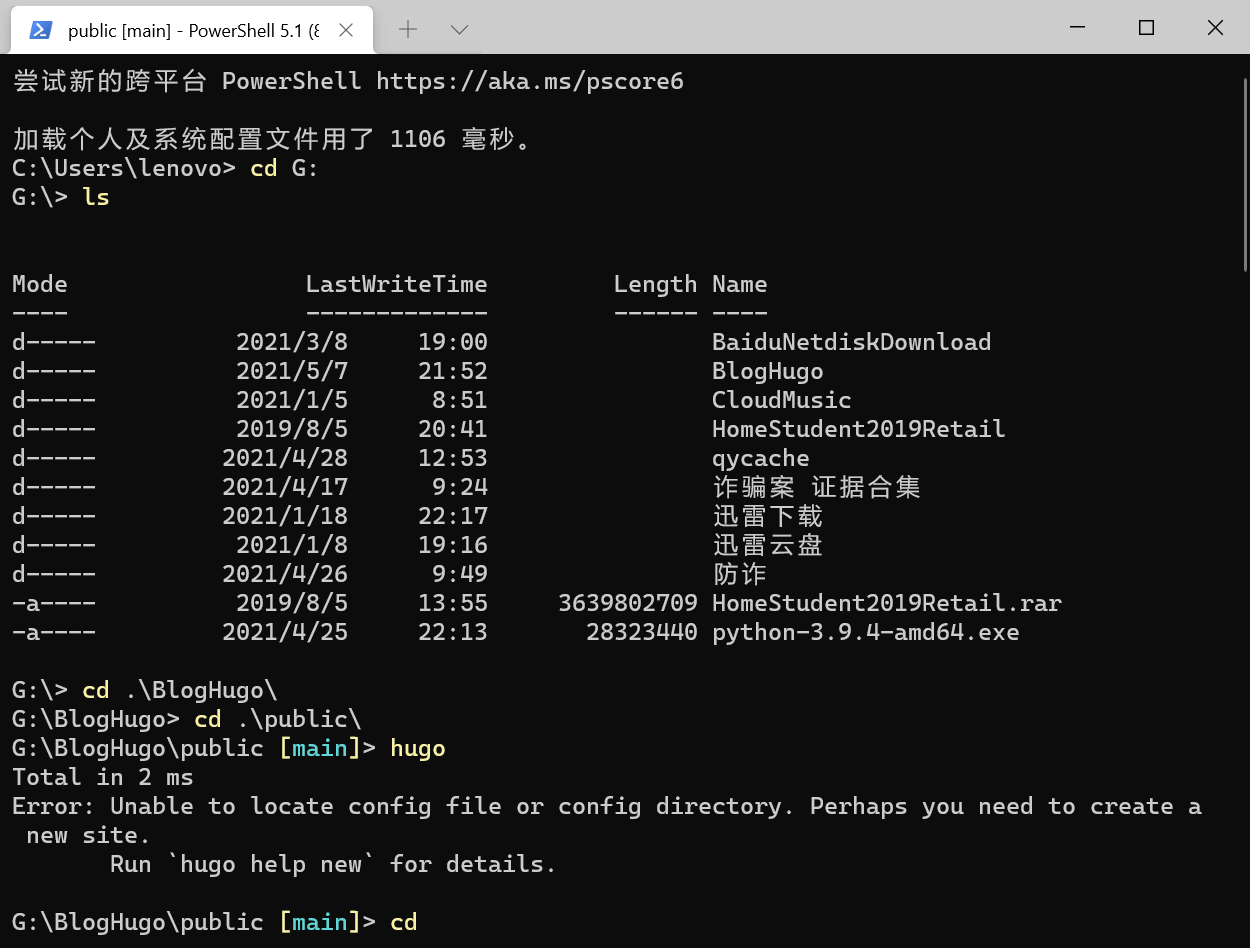 public [main] - PowerShell 5.1 (
尝试新的跨平台 PowerShell https://aka.ms/pscore6
加载个人及系统配置文件用了 1106 毫秒。
C:\Users\lenovo> cd G:
G:\> ls
Mode                 LastWriteTime         Length Name
----                 -------------         ------ ----
d-----          2021/3/8     19:00                BaiduNetdiskDownload
d-----          2021/5/7     21:52                BlogHugo
d-----          2021/1/5      8:51                CloudMusic
d-----          2019/8/5     20:41                HomeStudent2019Retail
d-----         2021/4/28     12:53                qycache
d-----         2021/4/17      9:24                诈骗案 证据合集
d-----         2021/1/18     22:17                迅雷下载
d-----          2021/1/8     19:16                迅雷云盘
d-----         2021/4/26      9:49                防诈
-a----          2019/8/5     13:55     3639802709 HomeStudent2019Retail.rar
-a----         2021/4/25     22:13       28323440 python-3.9.4-amd64.exe
G:\> cd .\BlogHugo\
G:\BlogHugo> cd .\public\
G:\BlogHugo\public [main]> hugo
Total in 2 ms
Error: Unable to locate config file or config directory. Perhaps you need to create a
 new site.
       Run `hugo help new` for details.
G:\BlogHugo\public [main]> cd